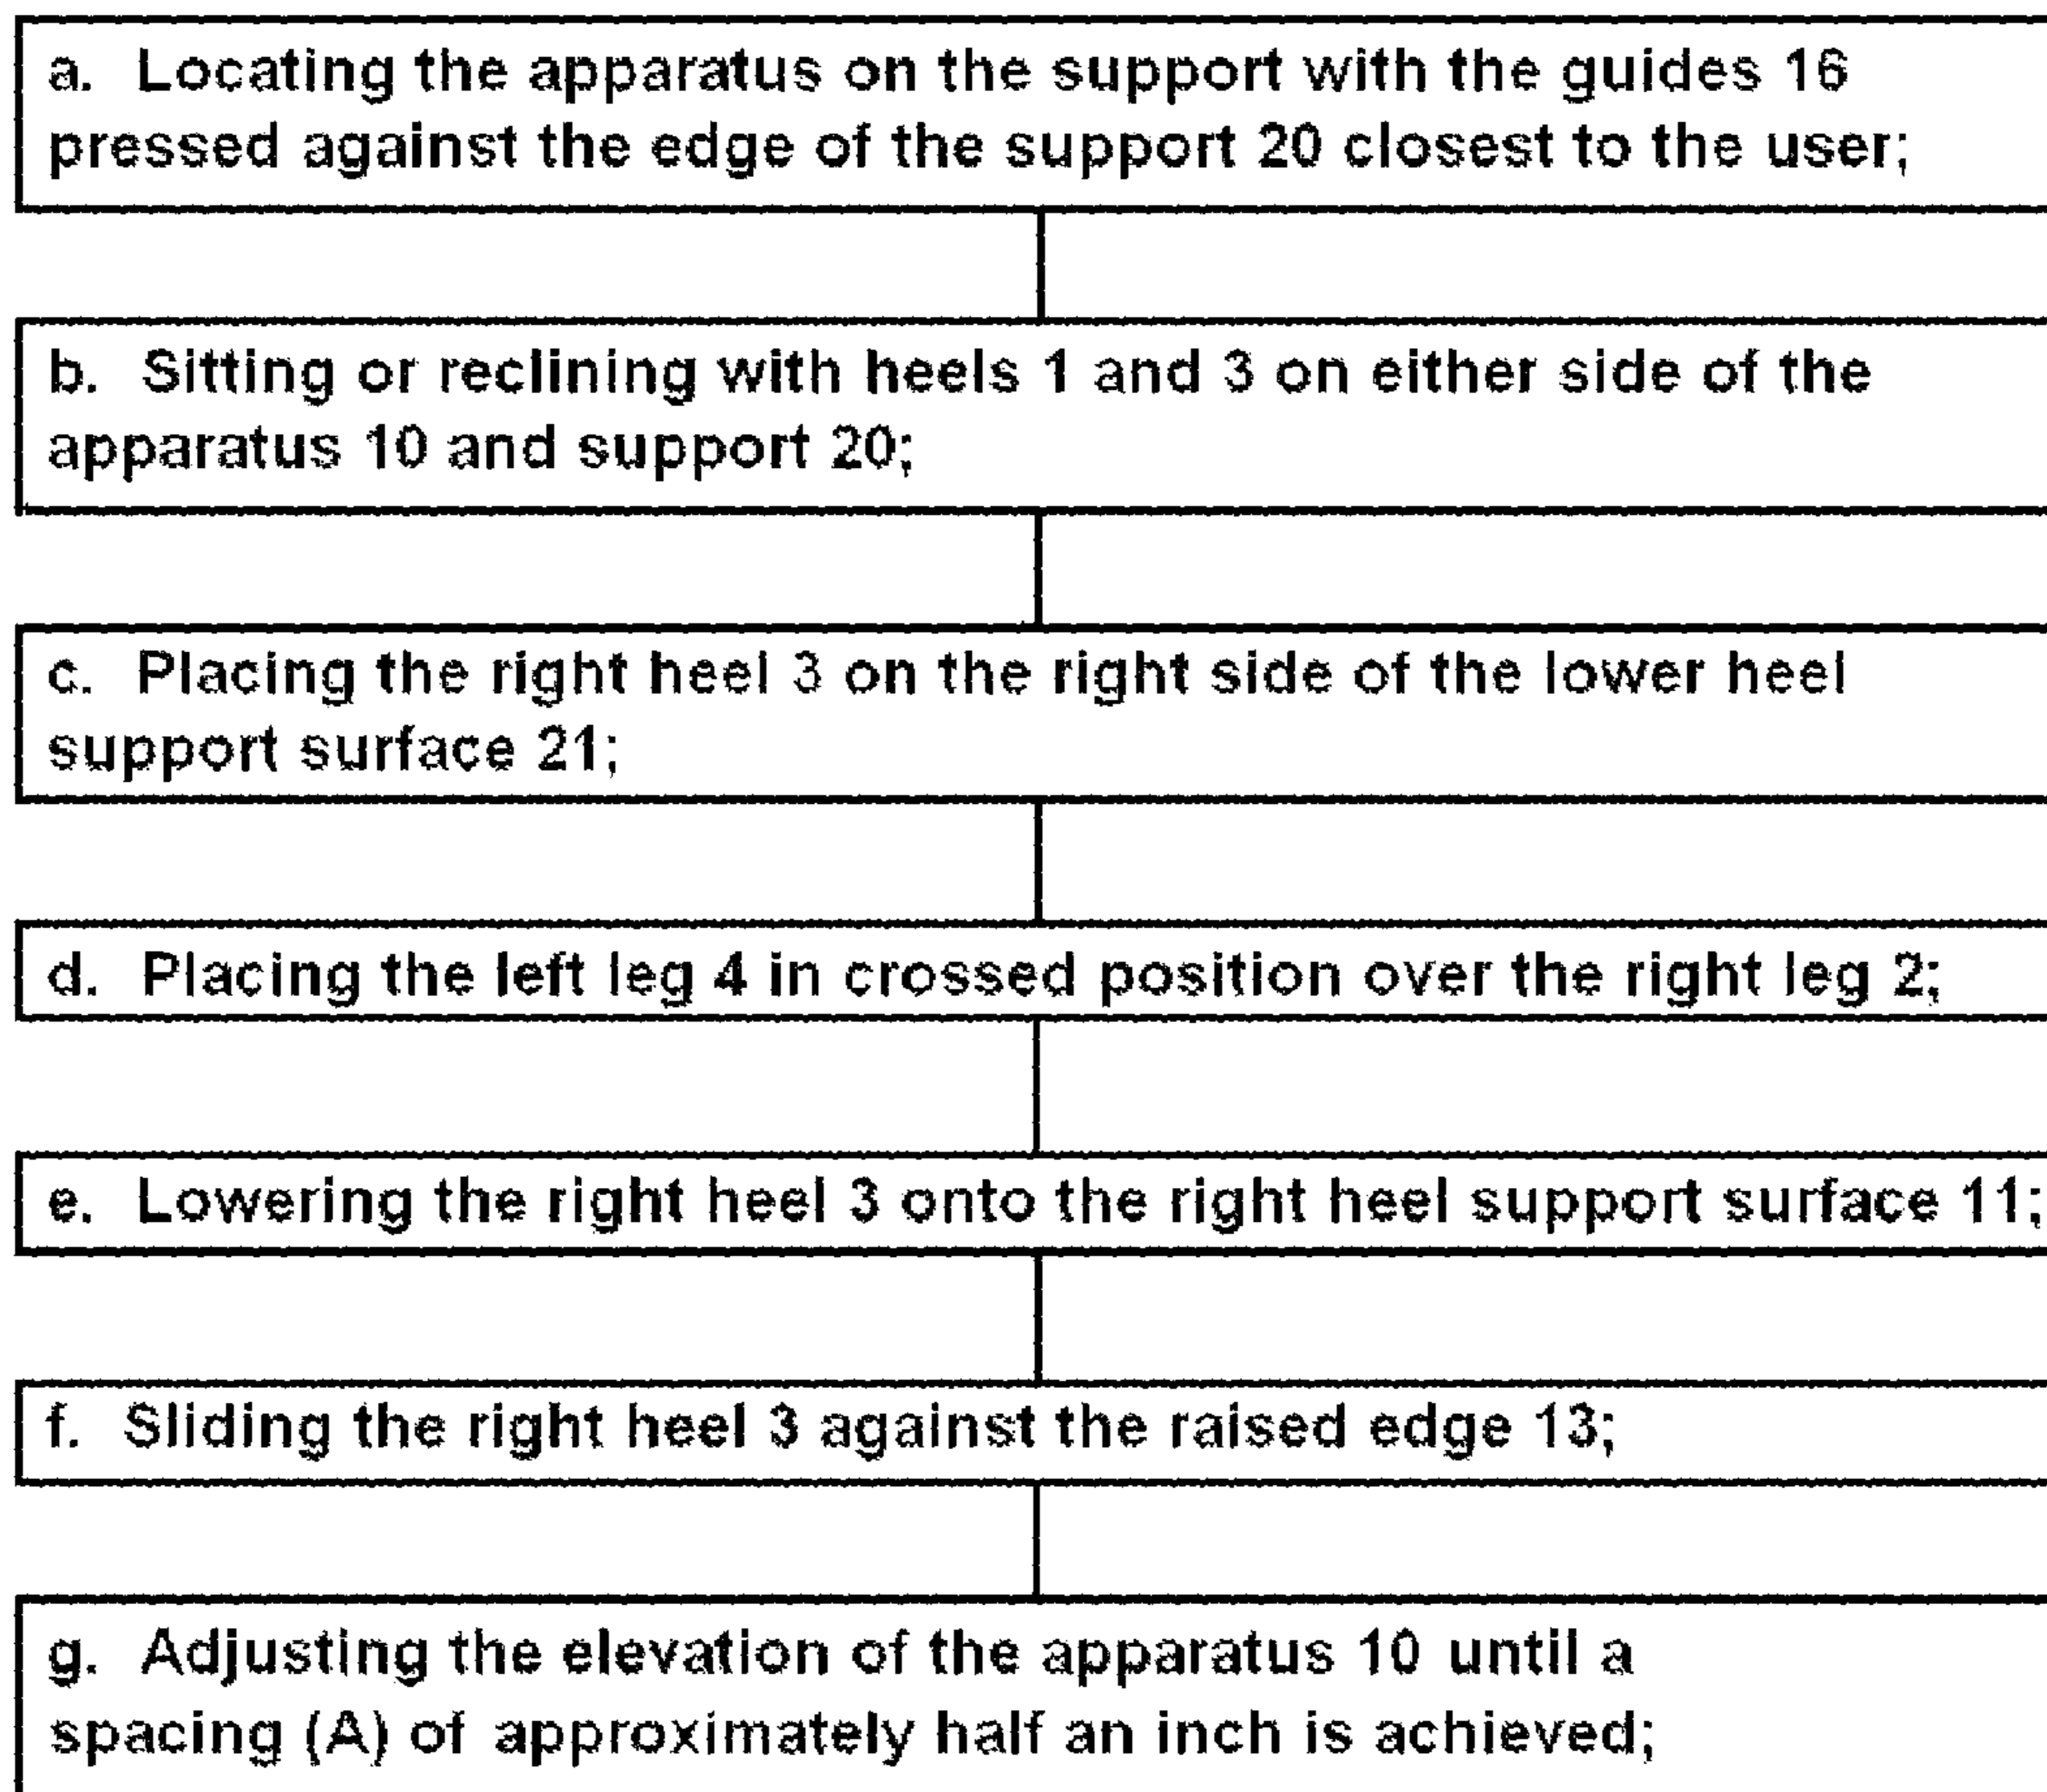 a. Locating the apparatus on the support with the guides 16
pressed against the edge of the support 20 closest to the user;
b. Sitting or reclining with heels 1 and 3 on either side of the
apparatus 10 and support 20;
c. Placing the right heel 3 on the right side of the lower heel
support surface 21;
d. Placing the left leg 4 in crossed position over the right leg 2;
e. Lowering the right heel 3 onto the right heel support surface 11;
f. Sliding the right heel 3 against the raised edge 13;
g. Adjusting the elevation of the apparatus 10 until a
spacing (A) of approximately half an inch is achieved;